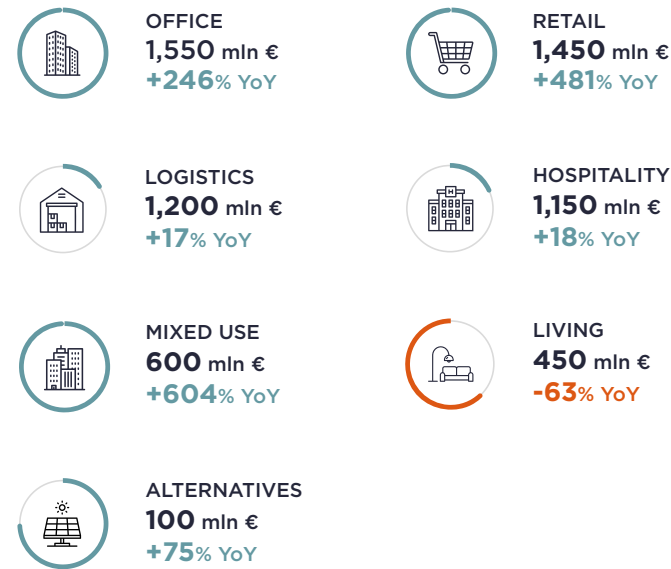 OFFICE
1,550 mln €
+246% YoY
RETAIL
1,450 mln €
+481% YoY
LOGISTICS
1,200 mln €
+17% YoY
HOSPITALITY
1,150 mln €
+18% YoY
MIXED USE
600 mln €
+604% YoY
LIVING
450 mln €
-63% YoY
ALTERNATIVES
100 mln €
+75% YoY